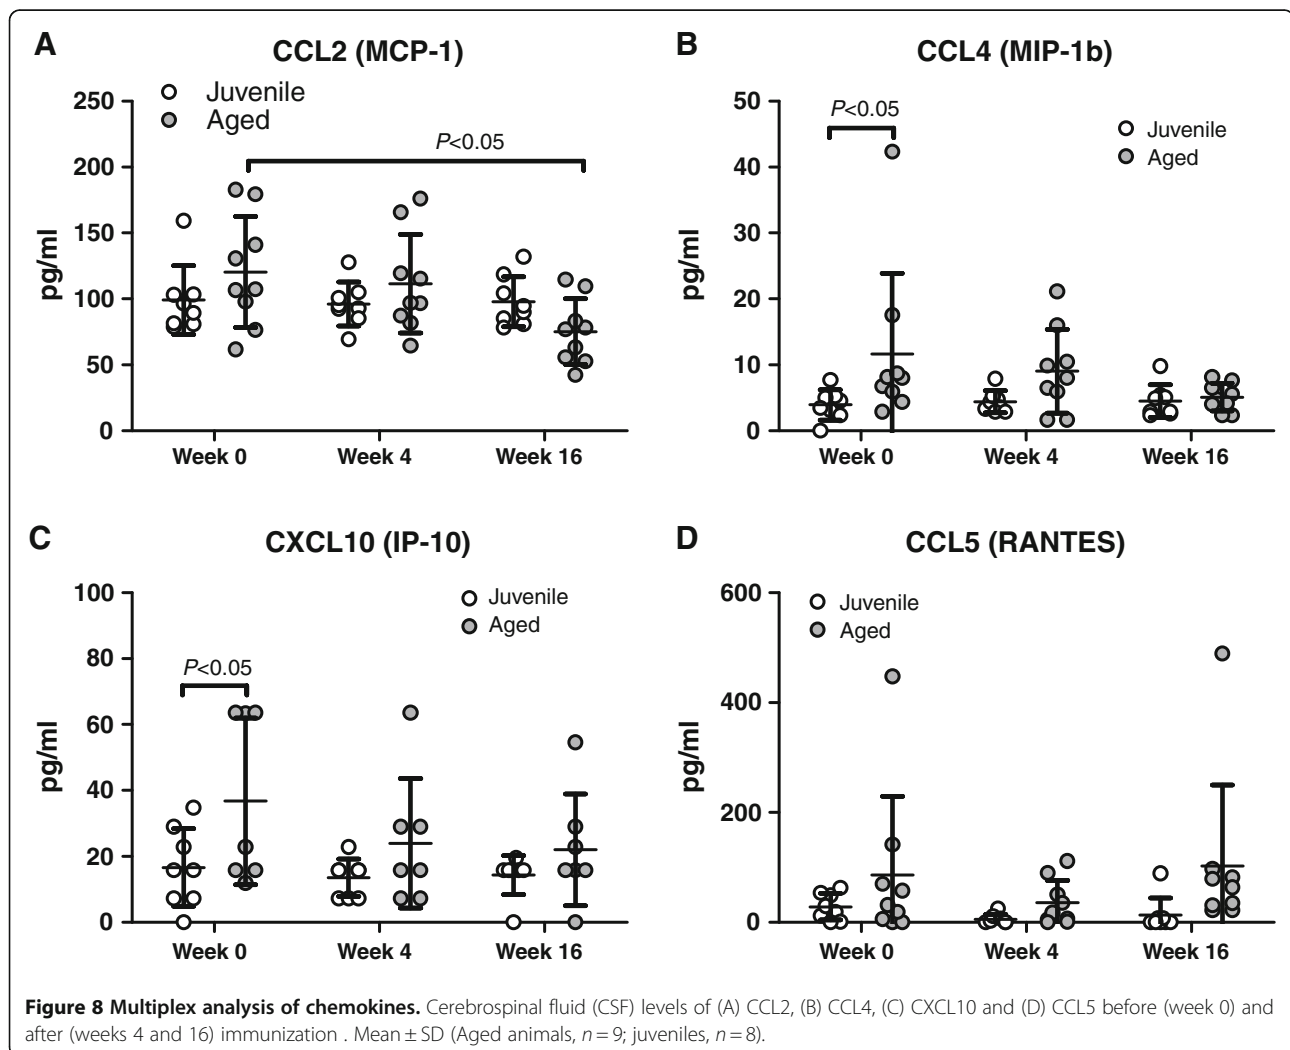 A
CCL2 (MCP-1)
Juvenile
Aged
P<0.05
pg/ml
250
200
150
100
50
0
Week 0
Week 4
Week 16
B
CCL4 (MIP-1b)
P<0.05
Juvenile
Aged
pg/ml
50
40
30
20
10
0
Week 0
Week 4
Week 16
C
CXCL10 (IP-10)
Juvenile
Aged
P<0.05
pg/ml
100
80
60
40
20
0
Week 0
Week 4
Week 16
D
CCL5 (RANTES)
Juvenile
Aged
pg/ml
600
400
200
0
Week 0
Week 4
Week 16
Figure 8 Multiplex analysis of chemokines. Cerebrospinal fluid (CSF) levels of (A) CCL2, (B) CCL4, (C) CXCL10 and (D) CCL5 before (week 0) and
after (weeks 4 and 16) immunization . Mean ± SD (Aged animals, n = 9; juveniles, n = 8).